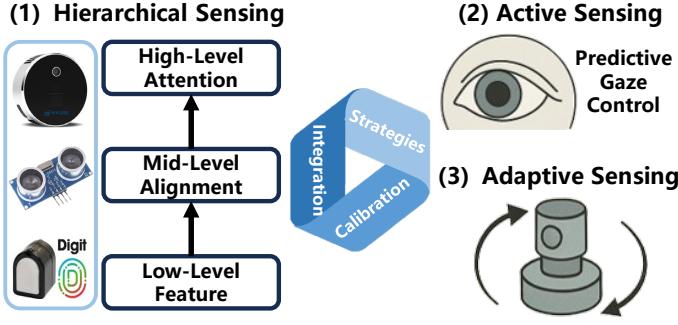 (1) Hierarchical Sensing
High-Level
Attention
Mid-Level
Alignment
Digit
Low-Level
Feature
Integration
Strategies
Calibration
(2) Active Sensing
Predictive
Gaze
Control
(3) Adaptive Sensing